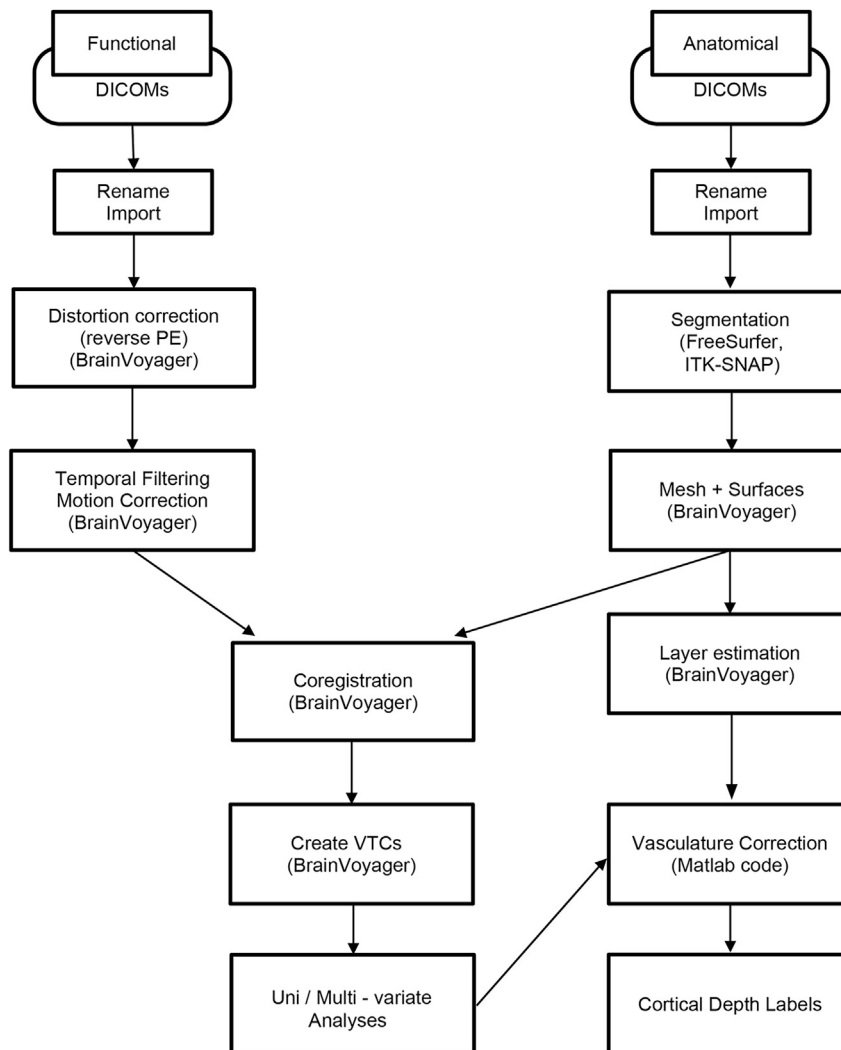 Functional
DICOMs
Rename
Import
Distortion correction
(reverse PE)
(BrainVoyager)
Temporal Filtering
Motion Correction
(BrainVoyager)
Anatomical
DICOMs
Rename
Import
Segmentation
(FreeSurfer,
ITK-SNAP)
Mesh + Surfaces
(BrainVoyager)
Layer estimation
(BrainVoyager)
Coregistration
(BrainVoyager)
Create VTCs
(BrainVoyager)
Uni / Multi - variate
Analyses
Vasculature Correction
(Matlab code)
Cortical Depth Labels